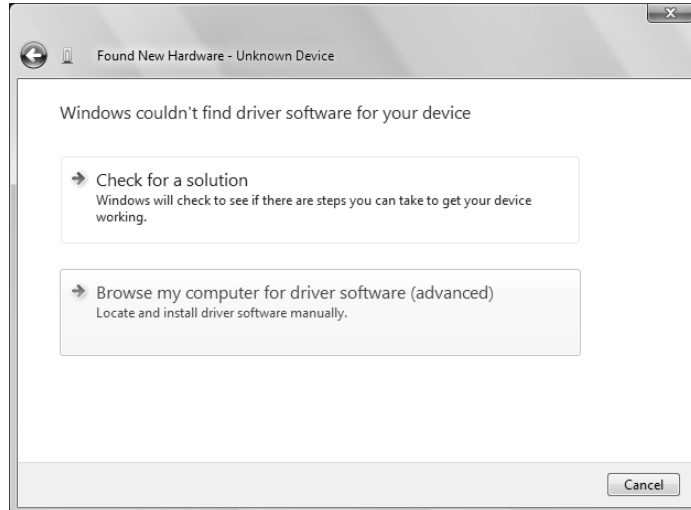 Found New Hardware - Unknown Device
Windows couldn't find driver software for your device
Check for a solution
Windows will check to see if there are steps you can take to get your device
working.
Browse my computer for driver software (advanced)
Locate and install driver software manually.
Cancel